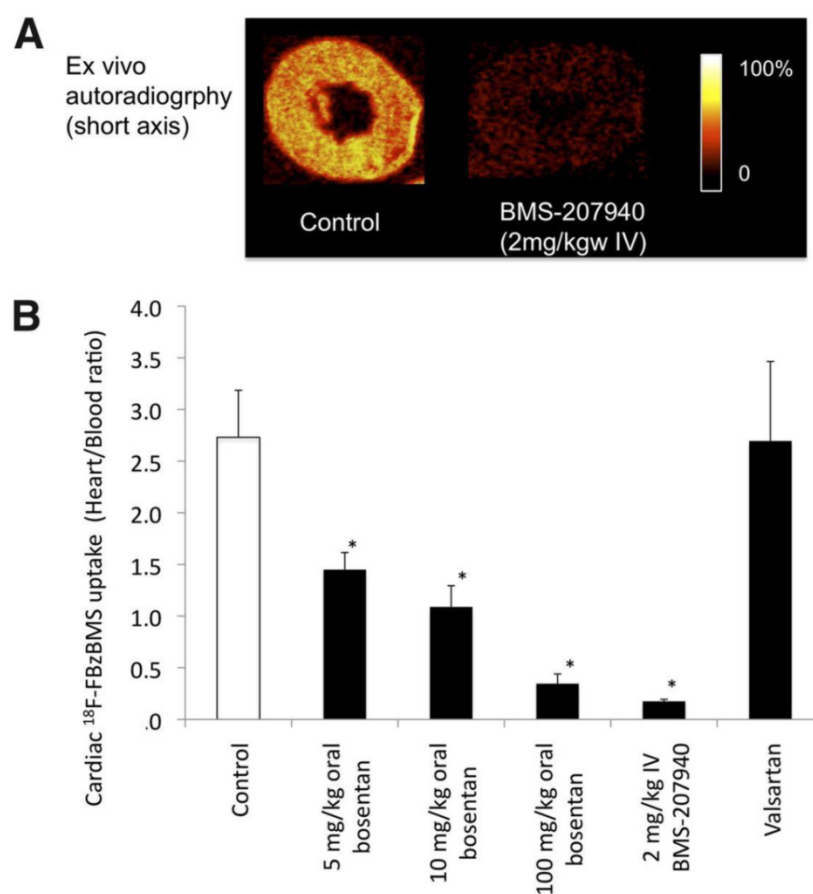 A
Ex vivo
autoradiogrphy
(short axis)
100%
0
Control
BMS-207940
(2mg/kgw IV)
B
Cardiac ¹⁸F-FBzBMS uptake (Heart/Blood ratio)
4.0
3.5
3.0
2.5
2.0
1.5
1.0
0.5
.0
*
*
*
*
Control
5 mg/kg oral
bosentan
10 mg/kg oral
bosentan
100 mg/kg oral
bosentan
2 mg/kg IV
BMS-207940
Valsartan